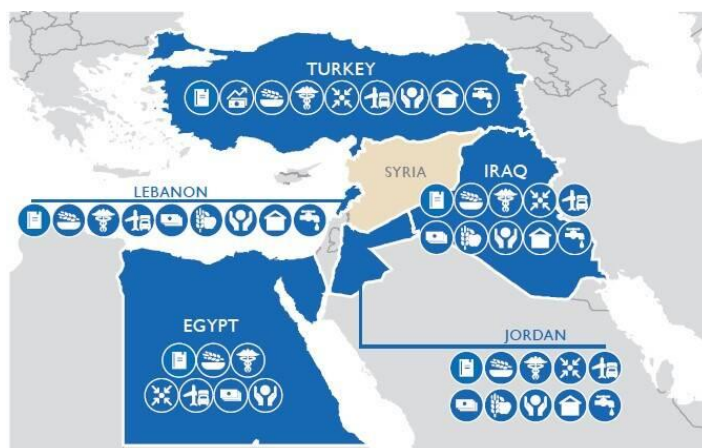 TURKEY
SYRIA
IRAQ
LEBANON
EGYPT
JORDAN